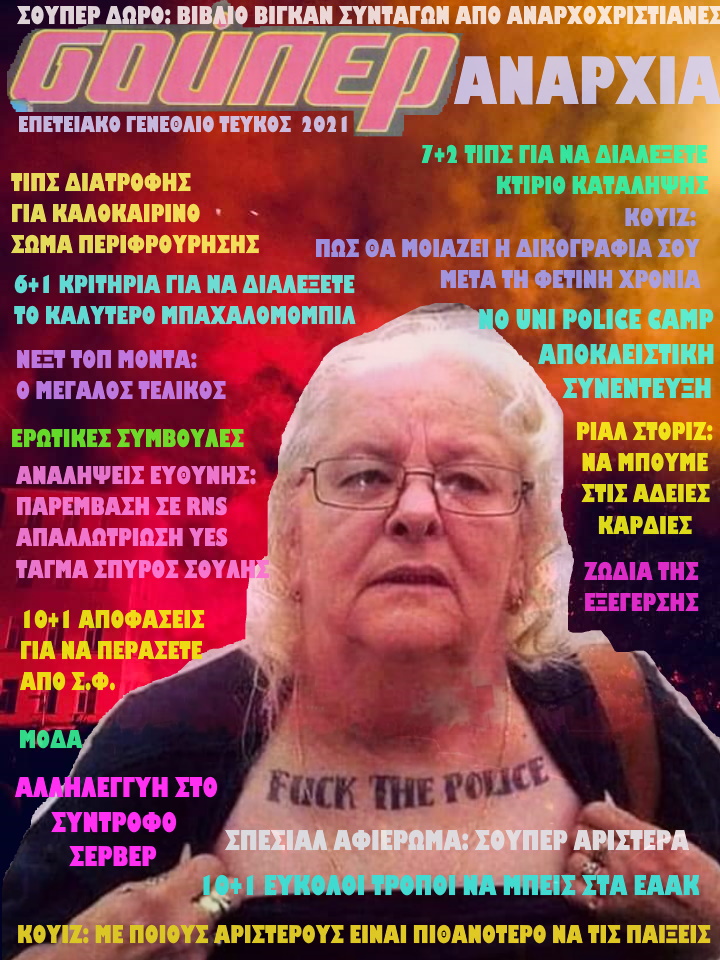 ΣΟΥΠΕΡ ΔΩΡΟ: ΒΙΒΛΙΟ ΒΙΓΚΑΝ ΣΥΝΤΑΓΩΝ ΑΠΟ ΑΝΑΡΧΟΧΡΙΣΤΙΑΝΕΣ
σούπερ
ΑΝΑΡΧΙΑ
ΕΠΕΤΕΙΑΚΟ ΓΕΝΕΘΛΙΟ ΤΕΥΚΟΣ 2021
7+2 ΤΙΠΣ ΓΙΑ ΝΑ ΔΙΑΛΕΞΕΤΕ
ΚΤΙΡΙΟ ΚΑΤΑΛΗΨΗΣ
ΤΙΠΣ ΔΙΑΤΡΟΦΗΣ
ΓΙΑ ΚΑΛΟΚΑΙΡΙΝΟ
ΣΩΜΑ ΠΕΡΙΦΡΟΥΡΗΣΗΣ
ΚΟΥΙΖ:
ΠΩΣ ΘΑ ΜΟΙΑΖΕΙ Η ΔΙΚΟΓΡΑΦΙΑ ΣΟΥ
ΜΕΤΑ ΤΗ ΦΕΤΙΝΗ ΧΡΟΝΙΑ
6+1 ΚΡΙΤΗΡΙΑ ΓΙΑ ΝΑ ΔΙΑΛΕΞΕΤΕ
ΤΟ ΚΑΛΥΤΕΡΟ ΜΠΑΧΑΛΟΜΟΜΠΙΛ
NO UNI POLICE CAMP
ΑΠΟΚΛΕΙΣΤΙΚΗ
ΣΥΝΕΝΤΕΥΞΗ
ΝΕΞΤ ΤΟΠ ΜΟΝΤΑ:
Ο ΜΕΓΑΛΟΣ ΤΕΛΙΚΟΣ
ΕΡΩΤΙΚΕΣ ΣΥΜΒΟΥΛΕΣ
ΡΙΑΛ ΣΤΟΡΙΖ:
ΝΑ ΜΠΟΥΜΕ
ΣΤΙΣ ΑΔΕΙΕΣ
ΚΑΡΔΙΕΣ
ΑΝΑΛΗΨΕΙΣ ΕΥΘΥΝΗΣ:
ΠΑΡΕΜΒΑΣΗ ΣΕ RNS
ΑΠΑΛΛΟΤΡΙΩΣΗ YES
ΤΑΓΜΑ ΣΠΥΡΟΣ ΣΟΥΛΗΣ
ΖΩΔΙΑ ΤΗΣ
ΕΞΕΓΕΡΣΗΣ
10+1 ΑΠΟΦΑΣΕΙΣ
ΓΙΑ ΝΑ ΠΕΡΑΣΕΤΕ
ΑΠΟ Σ.Φ.
ΜΟΔΑ
FUCK THE POLICE
ΑΛΛΗΛΕΓΓΥΗ ΣΤΟ
ΣΥΝΤΡΟΦΟ
ΣΕΡΒΕΡ
ΣΠΕΣΙΑΛ ΑΦΙΕΡΩΜΑ: ΣΟΥΠΕΡ ΑΡΙΣΤΕΡΑ
10+1 ΕΥΚΟΛΟΙ ΤΡΟΠΟΙ ΝΑ ΜΠΕΙΣ ΣΤΑ ΕΑΑΚ
ΚΟΥΙΖ: ΜΕ ΠΟΙΟΥΣ ΑΡΙΣΤΕΡΟΥΣ ΕΙΝΑΙ ΠΙΘΑΝΟΤΕΡΟ ΝΑ ΤΙΣ ΠΑΙΞΕΙΣ